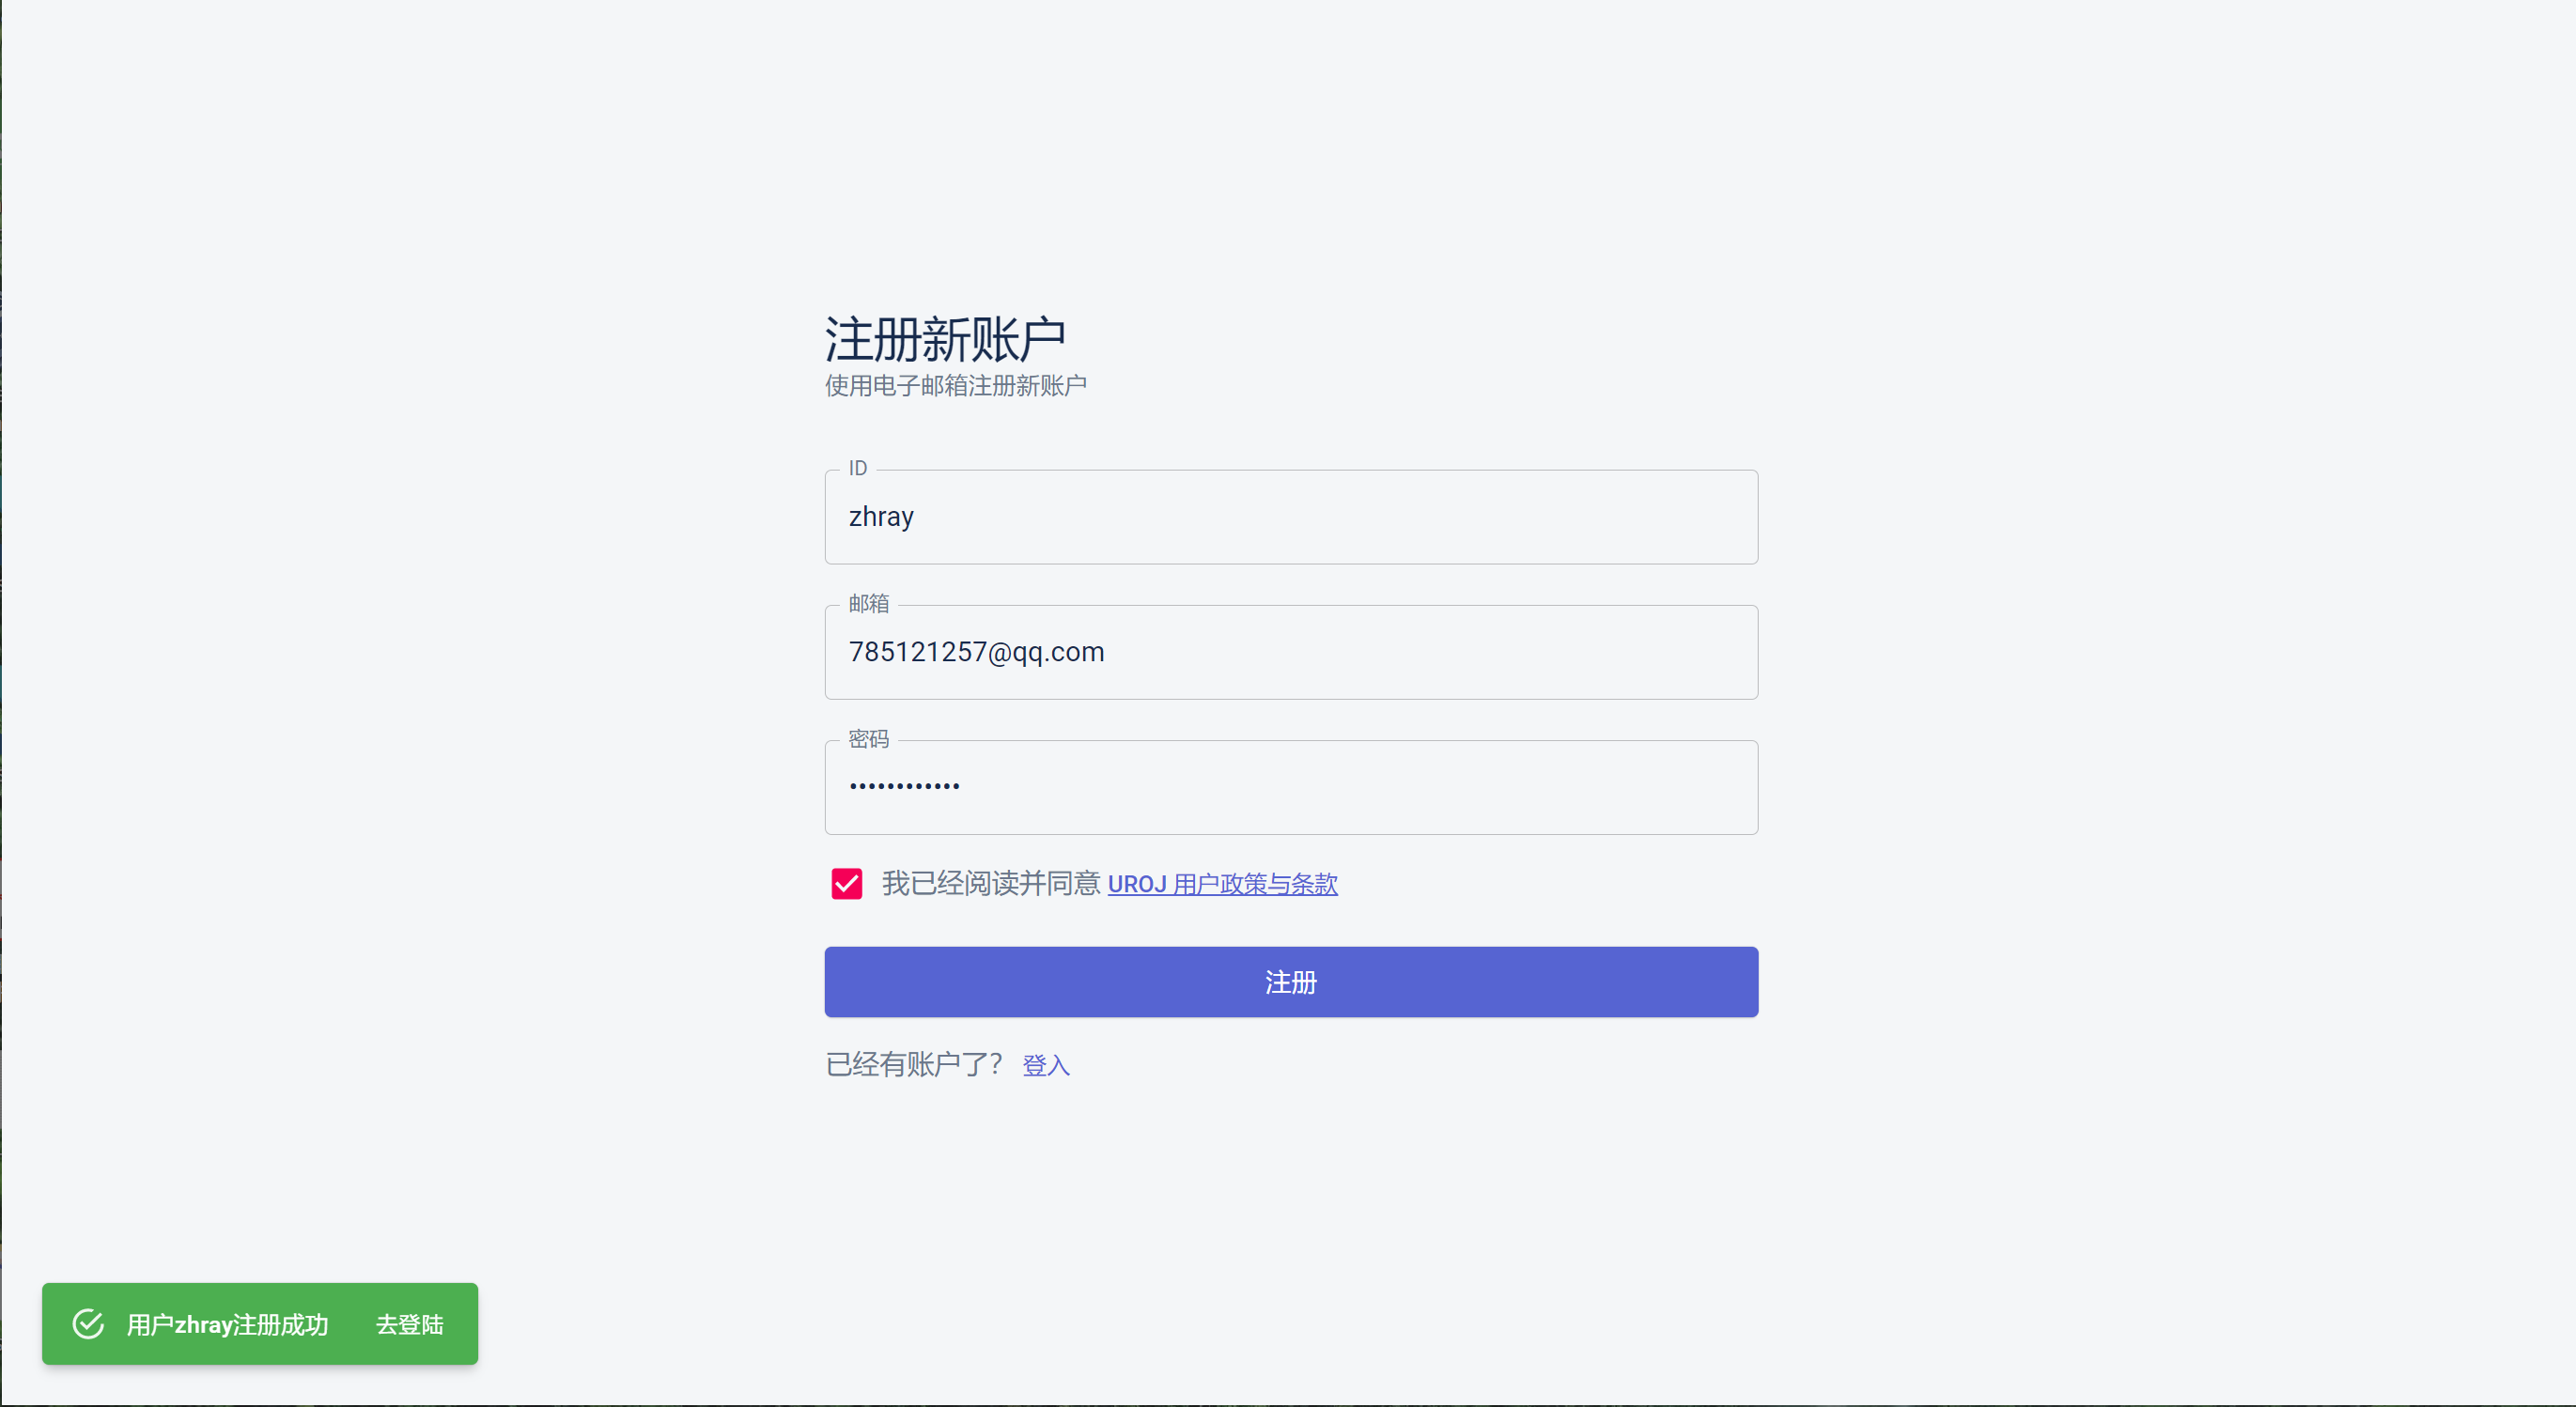 注册新账户
使用电子邮箱注册新账户
ID
zhray
邮箱
785121257@qq.com
密码
••••••••••••
我已经阅读并同意 UROJ 用户政策与条款
注册
已经有账户了？ 登入
用户zhray注册成功 去登陆